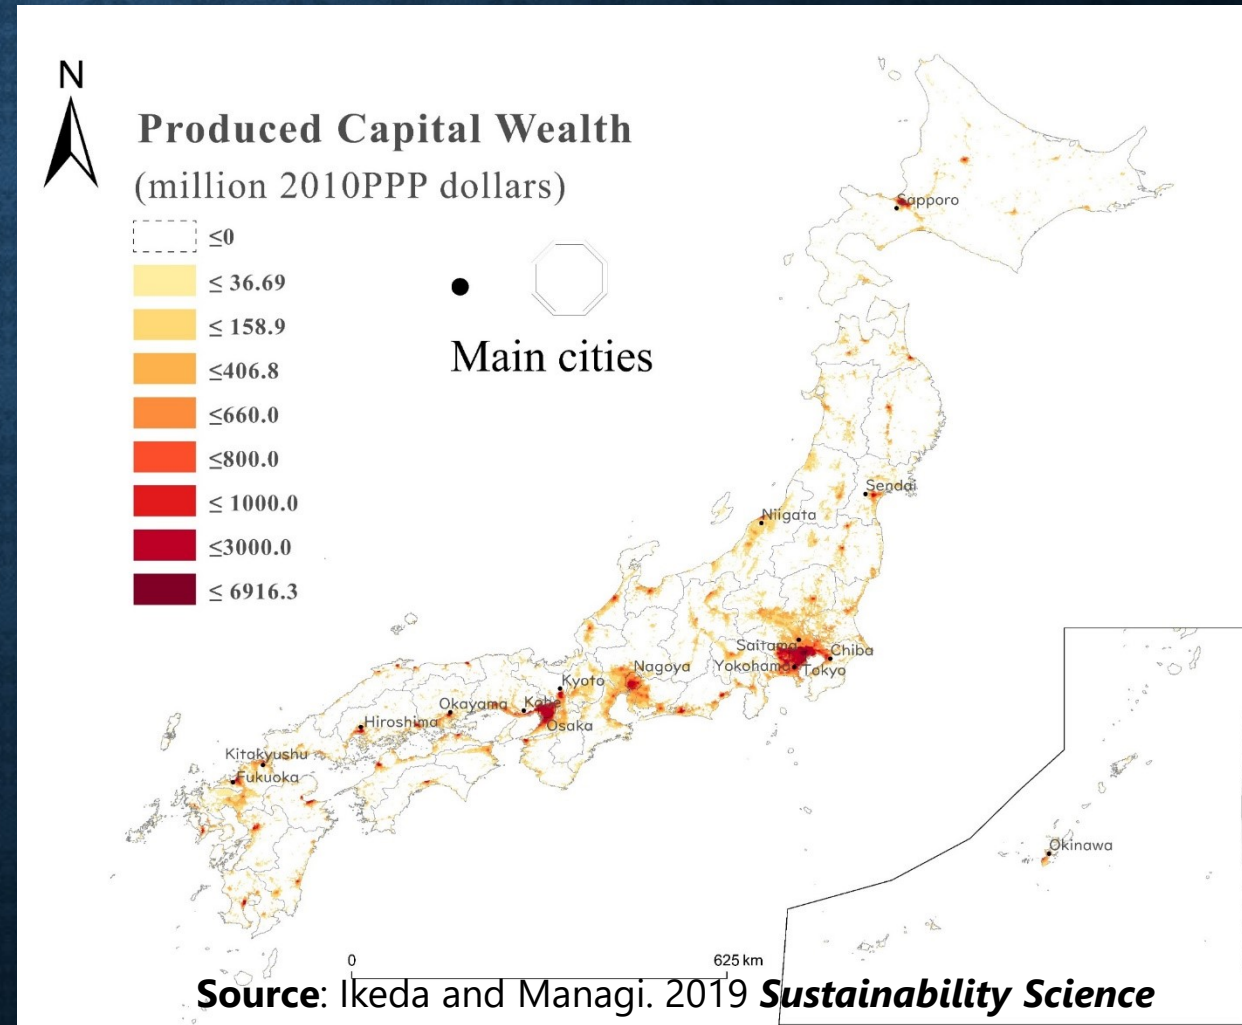 N
Produced Capital Wealth
(million 2010PPP dollars)
≤0
≤ 36.69
≤ 158.9
≤406.8
≤660.0
≤800.0
≤ 1000.0
≤3000.0
≤ 6916.3
Main cities
Sapporo
Sendai
Niigata
Saitama
Chiba
Yokohama
Tokyo
Nagoya
Kyoto
Kobe
Okayama
Osaka
Hiroshima
Kitakyushu
Fukuoka
Okinawa
0 625 km
Source: Ikeda and Managi. 2019 Sustainability Science